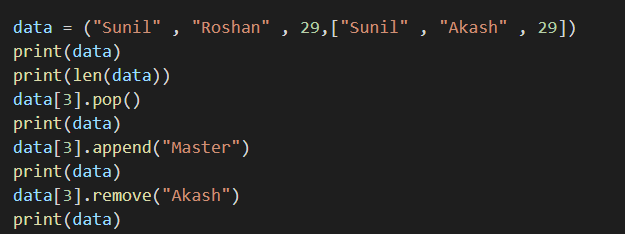 data = ("Sunil" , "Roshan" , 29,["Sunil" , "Akash" , 29])
print(data)
print(len(data))
data[3].pop()
print(data)
data[3].append("Master")
print(data)
data[3].remove("Akash")
print(data)